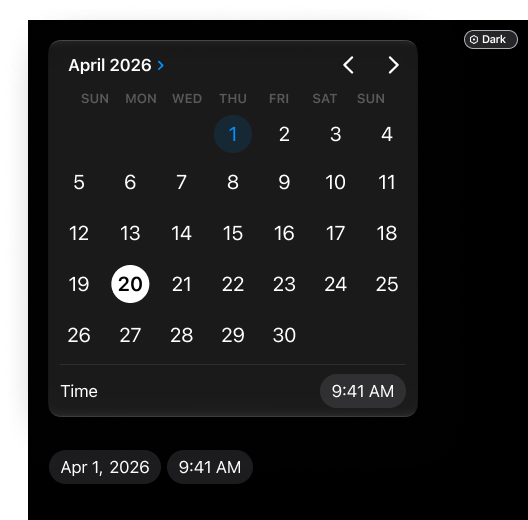 Dark
April 2026 >
SUN MON WED THU FRI SAT SUN
1 2 3 4
5 6 7 8 9 10 11
12 13 14 15 16 17 18
19 20 21 22 23 24 25
26 27 28 29 30
Time 9:41 AM
Apr 1, 2026 9:41 AM